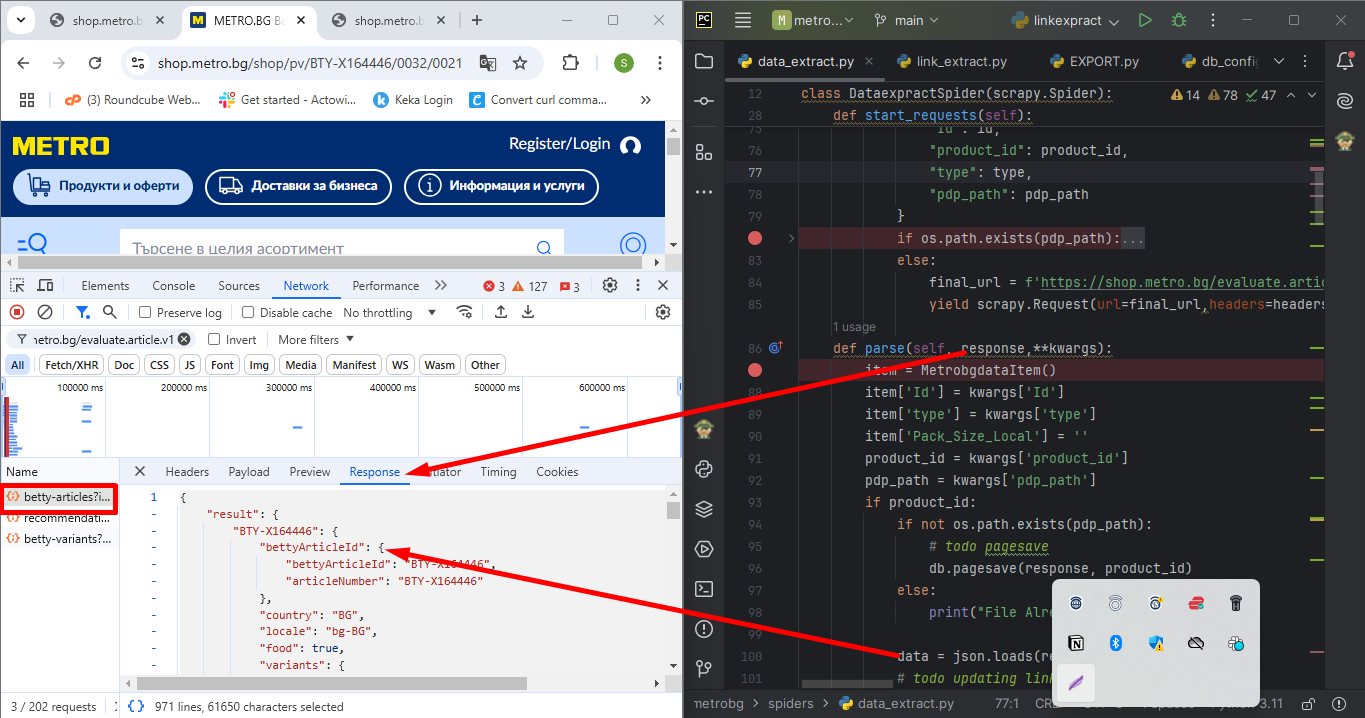 shop.metro.b
METRO.BG B
shop.metro.b
shop.metro.bg/shop/pv/BTY-X164446/0032/0021
S
(3) Roundcube Web...
Get started - Actowi...
Keka Login
Convert curl comma...
METRO
Register/Login
Продукти и оферти
Доставки за бизнеса
Информация и услуги
Търсене в целия асортимент
Elements
Console
Sources
Network
Performance
3
127
3
Preserve log
Disable cache
No throttling
metro.bg/evaluate.article.v1
Invert
More filters
All
Fetch/XHR
Doc
CSS
JS
Font
Img
Media
Manifest
WS
Wasm
Other
100000 ms
200000 ms
300000 ms
400000 ms
500000 ms
600000 ms
Name
Headers
Payload
Preview
Response
Timing
Cookies
betty-articles?i...
recommendati...
betty-variants?...
1
{
"result": {
"BTY-X164446": {
"bettyArticleId": {
"bettyArticleId": "BTY-X164446",
"articleNumber": "BTY-X164446"
},
"country": "BG",
"locale": "bg-BG",
"food": true,
"variants": {
3 / 202 requests
971 lines, 61650 characters selected
PC
M
metro...
main
linkexpract
data_extract.py
link_extract.py
EXPORT.py
db_confi
14
78
47
12 class DataexpractSpider(scrapy.Spider):
28 def start_requests(self):
75 "id": id,
76 "product_id": product_id,
77 "type": type,
78 "pdp_path": pdp_path
79 }
if os.path.exists(pdp_path):...
83 else:
84 final_url = f'https://shop.metro.bg/evaluate.artic
85 yield scrapy.Request(url=final_url,headers=headers
1 usage
86 def parse(self, response,**kwargs):
item = MetrobgdataItem()
88 item['Id'] = kwargs['Id']
89 item['type'] = kwargs['type']
90 item['Pack_Size_Local'] = ''
91 product_id = kwargs['product_id']
92 pdp_path = kwargs['pdp_path']
93 if product_id:
94 if not os.path.exists(pdp_path):
95 # todo pagesave
96 db.pagesave(response, product_id)
97 else:
98 print("File Alre
99
100 data = json.loads(re
101 # todo updating link
metrobg
spiders
data_extract.py
77:1
3.11